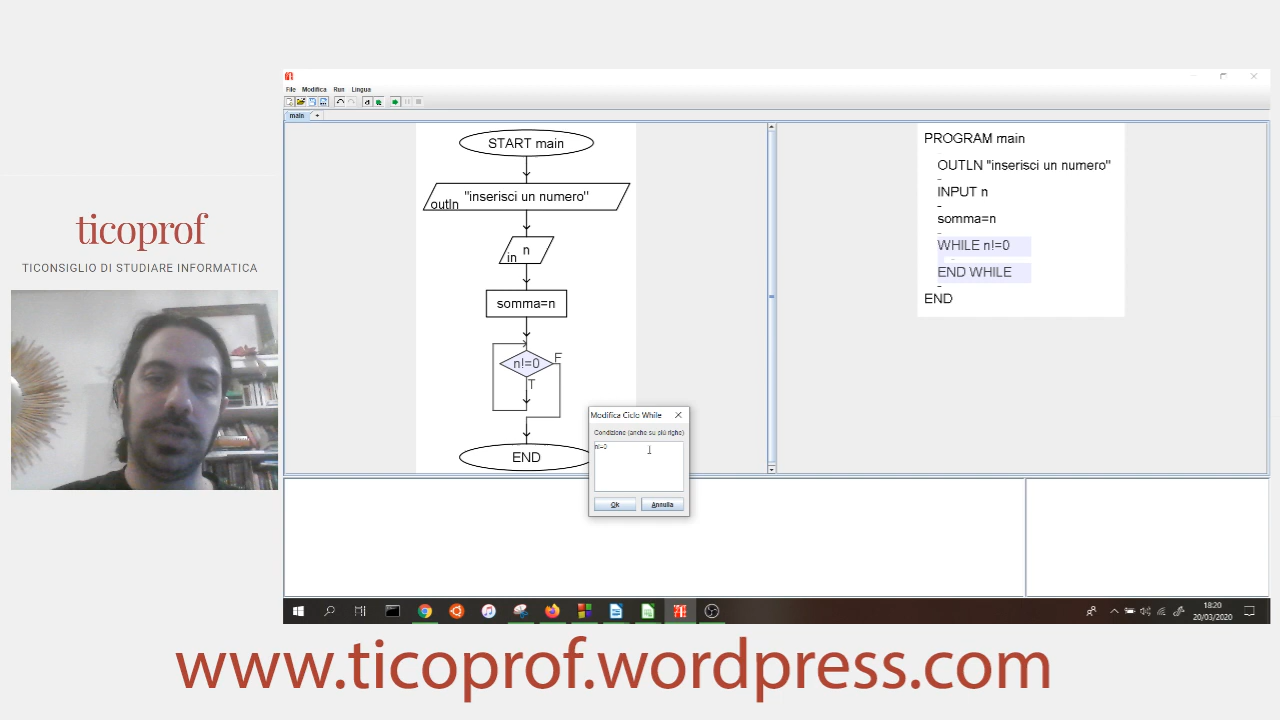 ticoprof
TICONSIGLIO DI STUDIARE INFORMATICA
File Modifica Run Lingua
main +
START main
"inserisci un numero"
outln
n
in
somma=n
n!=0
F
T
END
PROGRAM main
OUTLN "inserisci un numero"
INPUT n
somma=n
WHILE n!=0
END WHILE
END
Modifica Ciclo While
Condizione (anche su più righe)
n!=0
Ok Annulla
18:20
20/03/2020
www.ticoprof.wordpress.com